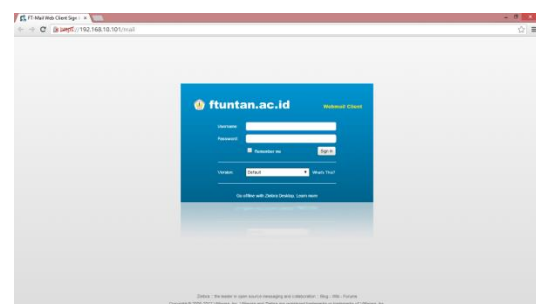 FT-Mail Web Client Sign I
https://192.168.10.101/mail
ftuntan.ac.id Webmail Client
Username:
Password:
Remember me Sign In
Version: Default What's This?
Go offline with Zimbra Desktop. Learn more
Zimbra :: the leader in open source messaging and collaboration :: Blog - Wiki - Forums